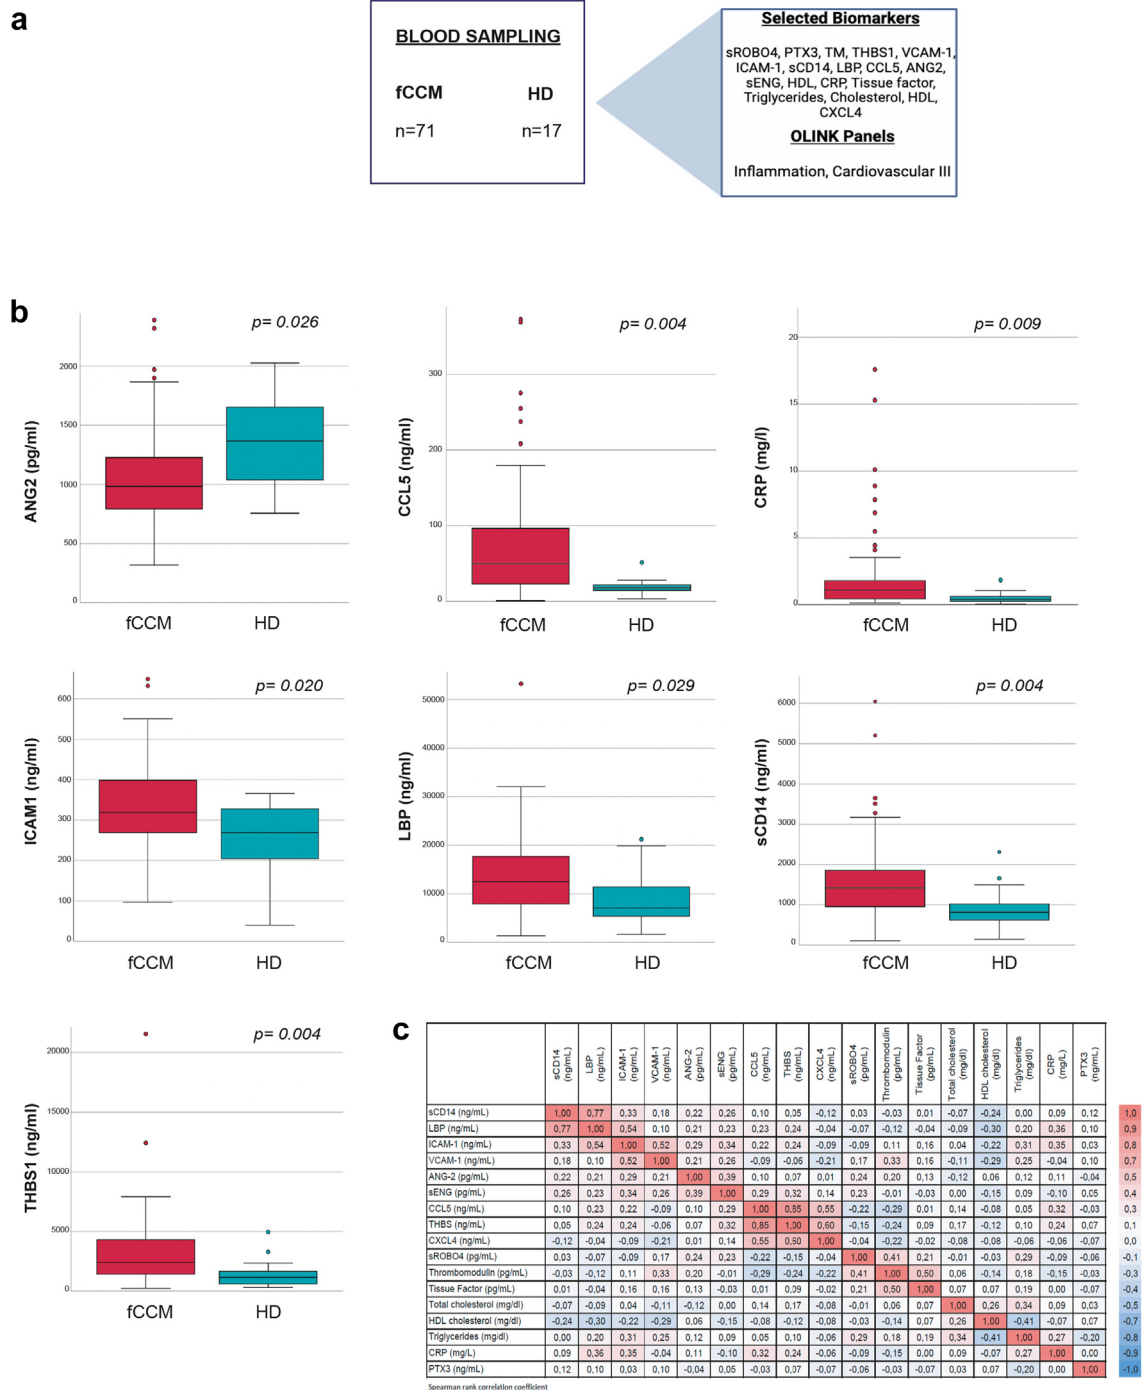 a
BLOOD SAMPLING
fCCM HD
n=71 n=17
Selected Biomarkers
sROBO4, PTX3, TM, THBS1, VCAM-1,
ICAM-1, sCD14, LBP, CCL5, ANG2,
sENG, HDL, CRP, Tissue factor,
Triglycerides, Cholesterol, HDL,
CXCL4
OLINK Panels
Inflammation, Cardiovascular III
b
p= 0.026
ANG2 (pg/ml)
2000
1500
1000
500
0
fCCM HD
p= 0.004
CCL5 (ng/ml)
300
200
100
0
fCCM HD
p= 0.009
CRP (mg/l)
20
15
10
5
0
fCCM HD
p= 0.020
ICAM1 (ng/ml)
600
500
400
300
200
100
0
fCCM HD
p= 0.029
LBP (ng/ml)
50000
40000
30000
20000
10000
0
fCCM HD
p= 0.004
sCD14 (ng/ml)
6000
5000
4000
3000
2000
1000
0
fCCM HD
p= 0.004
THBS1 (ng/ml)
20000
15000
10000
5000
0
fCCM HD
c
sCD14 (ng/mL) LBP (ng/mL) ICAM-1 (ng/mL) VCAM-1 (ng/mL) ANG-2 (pg/mL) sENG (pg/mL) CCL5 (ng/mL) THBS (ng/mL) CXCL4 (ng/mL) sROBO4 (pg/mL) Thrombomodulin (pg/mL) Tissue Factor (pg/mL) Total cholesterol (mg/dl) HDL cholesterol (mg/dl) Triglycerides (mg/dl) CRP (mg/L) PTX3 (ng/mL)
sCD14 (ng/mL) 1,00 0,77 0,33 0,18 0,22 0,26 0,10 0,05 -0,12 0,03 -0,03 0,01 -0,07 -0,24 0,00 0,09 0,12
LBP (ng/mL) 0,77 1,00 0,54 0,10 0,21 0,23 0,23 0,24 -0,04 -0,07 -0,12 -0,04 -0,09 -0,30 0,20 0,36 0,10
ICAM-1 (ng/mL) 0,33 0,54 1,00 0,52 0,29 0,34 0,22 0,24 -0,09 -0,09 0,11 0,16 0,04 -0,22 0,31 0,35 0,03
VCAM-1 (ng/mL) 0,18 0,10 0,52 1,00 0,21 0,26 -0,09 -0,06 -0,21 0,17 0,33 0,16 -0,11 -0,29 0,25 -0,04 0,10
ANG-2 (pg/mL) 0,22 0,21 0,29 0,21 1,00 0,39 0,10 0,07 0,01 0,24 0,20 0,13 -0,12 0,06 0,12 0,11 -0,04
sENG (pg/mL) 0,26 0,23 0,34 0,26 0,39 1,00 0,29 0,32 0,14 0,23 -0,01 -0,03 0,00 -0,15 0,09 -0,10 0,05
CCL5 (ng/mL) 0,10 0,23 0,22 -0,09 0,10 0,29 1,00 0,85 0,55 -0,22 -0,29 0,01 0,14 -0,08 0,05 0,32 -0,03
THBS (ng/mL) 0,05 0,24 0,24 -0,06 0,07 0,32 0,85 1,00 0,60 -0,15 -0,24 0,09 0,17 -0,12 0,10 0,24 0,07
CXCL4 (ng/mL) -0,12 -0,04 -0,09 -0,21 0,01 0,14 0,55 0,60 1,00 -0,04 -0,22 -0,02 -0,08 -0,08 -0,06 -0,06 -0,07
sROBO4 (pg/mL) 0,03 -0,07 -0,09 0,17 0,24 0,23 -0,22 -0,15 -0,04 1,00 0,41 0,21 -0,01 -0,03 0,29 -0,09 -0,06
Thrombomodulin (pg/mL) -0,03 -0,12 0,11 0,33 0,20 -0,01 -0,29 -0,24 -0,22 0,41 1,00 0,50 0,06 -0,14 0,18 -0,15 -0,03
Tissue Factor (pg/mL) 0,01 -0,04 0,16 0,16 0,13 -0,03 0,01 0,09 -0,02 0,21 0,50 1,00 0,07 0,07 0,19 0,00 -0,07
Total cholesterol (mg/dl) -0,07 -0,09 0,04 -0,11 -0,12 0,00 0,14 0,17 -0,08 -0,01 0,06 0,07 1,00 0,26 0,34 0,09 0,03
HDL cholesterol (mg/dl) -0,24 -0,30 -0,22 -0,29 0,06 -0,15 -0,08 -0,12 -0,08 -0,03 -0,14 0,07 0,26 1,00 -0,41 -0,07 0,07
Triglycerides (mg/dl) 0,00 0,20 0,31 0,25 0,12 0,09 0,05 0,10 -0,06 0,29 0,18 0,19 0,34 -0,41 1,00 0,27 -0,20
CRP (mg/L) 0,09 0,36 0,35 -0,04 0,11 -0,10 0,32 0,24 -0,06 -0,09 -0,15 0,00 0,09 -0,07 0,27 1,00 0,00
PTX3 (ng/mL) 0,12 0,10 0,03 0,10 -0,04 0,05 -0,03 0,07 -0,07 -0,06 -0,03 -0,07 0,03 0,07 -0,20 0,00 1,00
1,0
0,9
0,8
0,7
0,5
0,4
0,3
0,1
-0,1
-0,3
-0,4
-0,5
-0,7
-0,8
-0,9
-1,0
Spearman rank correlation coefficient